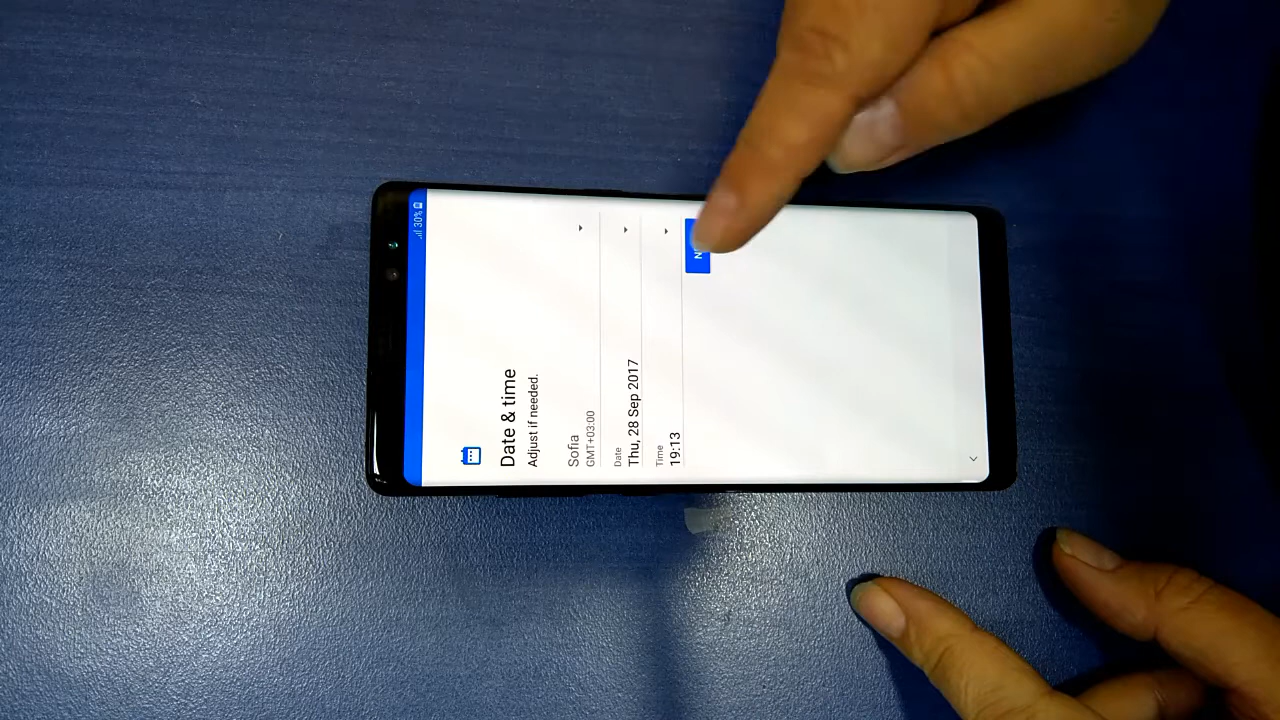 30%
Date & time
Adjust if needed.
Sofia
GMT+03:00
Date
Thu, 28 Sep 2017
Time
19:13